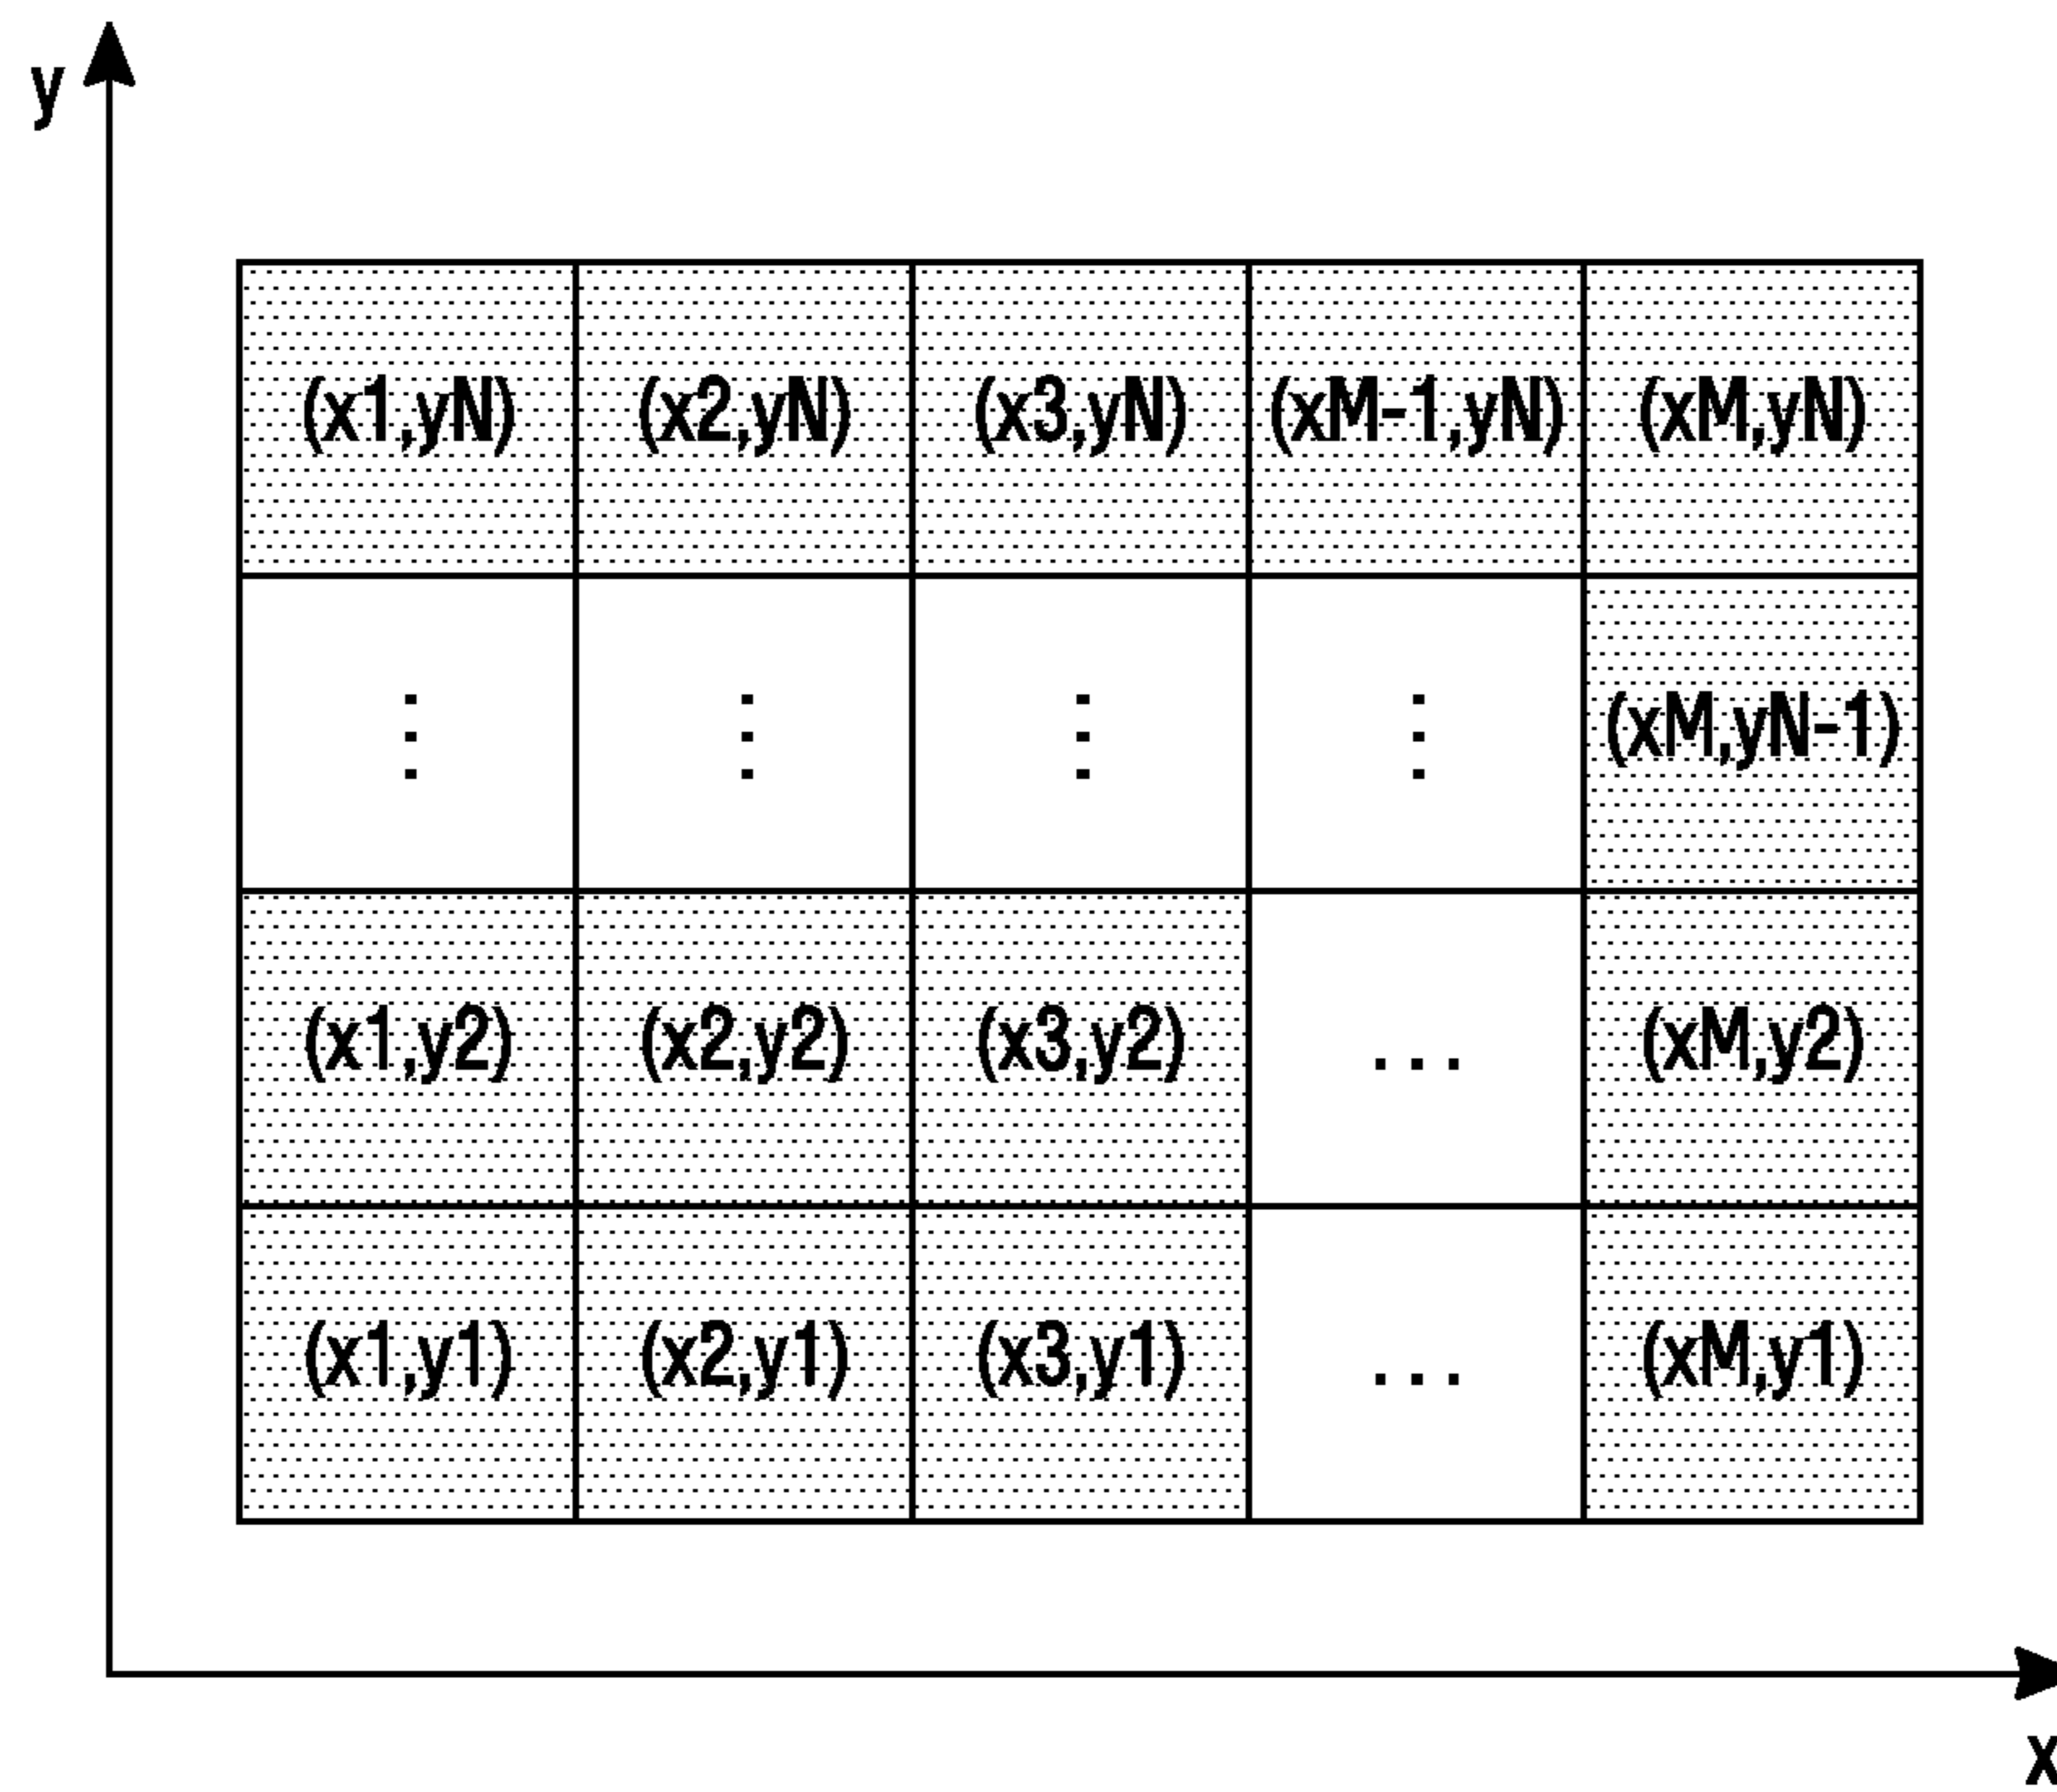 y
(x1,yN) (x2,yN) (x3,yN) (xM-1,yN) (xM,yN)
⋮ ⋮ ⋮ ⋮ (xM,yN-1)
(x1,y2) (x2,y2) (x3,y2) ... (xM,y2)
(x1,y1) (x2,y1) (x3,y1) ... (xM,y1)
x